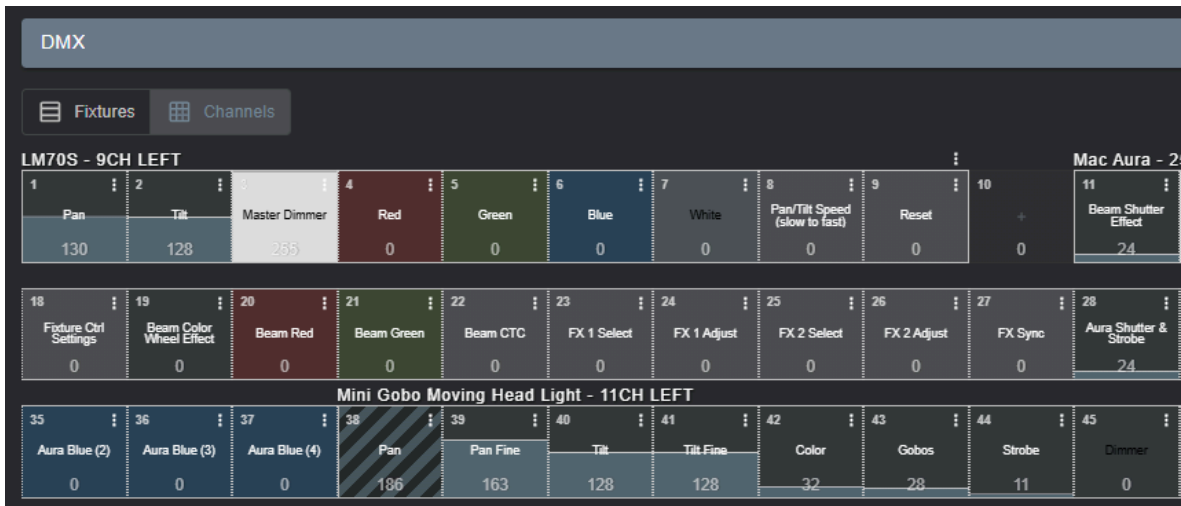 DMX
Fixtures Channels
LM70S - 9CH LEFT Mac Aura - 2
1 2 3 4 5 6 7 8 9 10 11
Pan Tilt Master Dimmer Red Green Blue White Pan/Tilt Speed (slow to fast) Reset + Beam Shutter Effect
130 128 255 0 0 0 0 0 0 0 24
18 19 20 21 22 23 24 25 26 27 28
Fixture Ctrl Settings Beam Color Wheel Effect Beam Red Beam Green Beam CTC FX 1 Select FX 1 Adjust FX 2 Select FX 2 Adjust FX Sync Aura Shutter & Strobe
0 0 0 0 0 0 0 0 0 0 24
Mini Gobo Moving Head Light - 11CH LEFT
35 36 37 38 39 40 41 42 43 44 45
Aura Blue (2) Aura Blue (3) Aura Blue (4) Pan Pan Fine Tilt Tilt Fine Color Gobos Strobe Dimmer
0 0 0 186 163 128 128 32 28 11 0